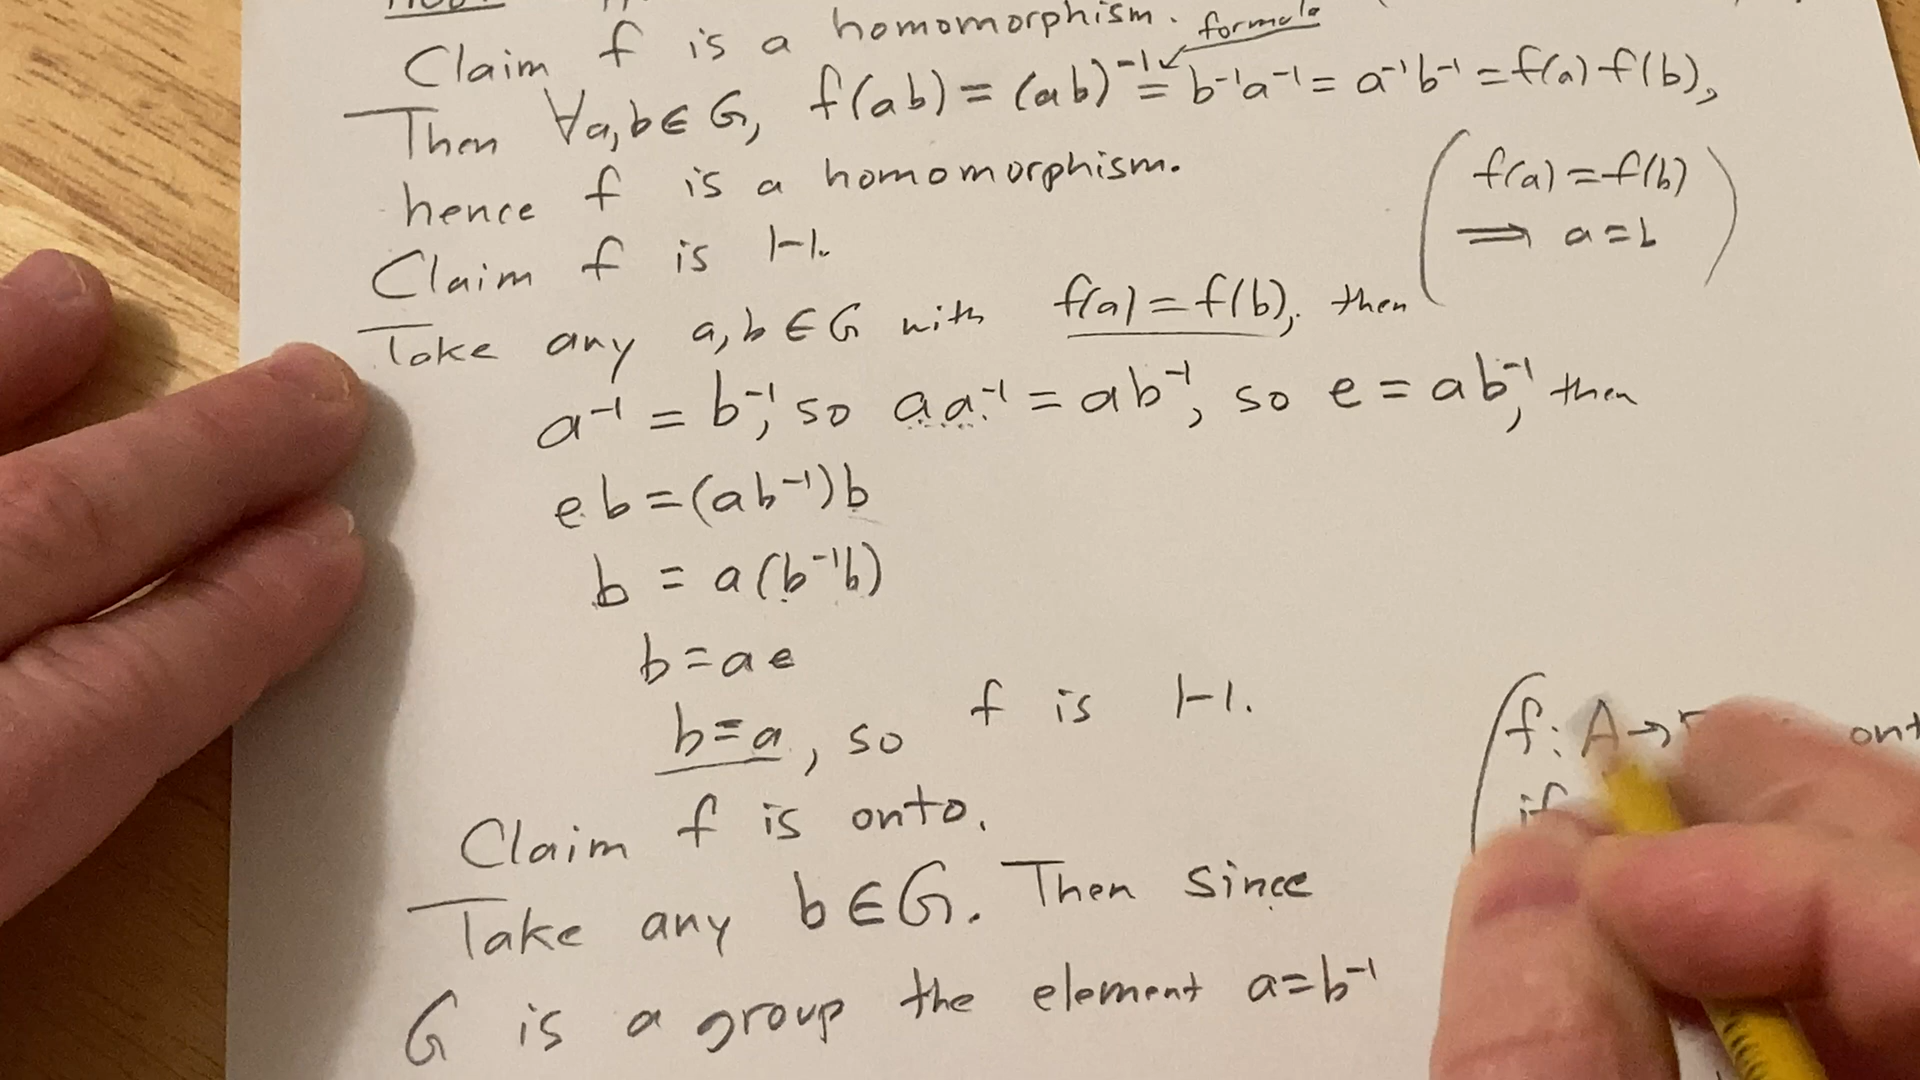 Claim f is a homomorphism. formula
Then ∀a,b∈G, f(ab) = (ab)⁻¹ = b⁻¹a⁻¹ = a⁻¹b⁻¹ = f(a)f(b),
hence f is a homomorphism.
(f(a) = f(b)
⟹ a = b)
Claim f is 1-1.
Take any a,b∈G with f(a) = f(b), then
a⁻¹ = b⁻¹, so aa⁻¹ = ab⁻¹, so e = ab⁻¹, then
eb = (ab⁻¹)b
b = a(b⁻¹b)
b = ae
b = a, so f is 1-1.
(f: A→
if
Claim f is onto.
Take any b∈G. Then since
G is a group the element a = b⁻¹